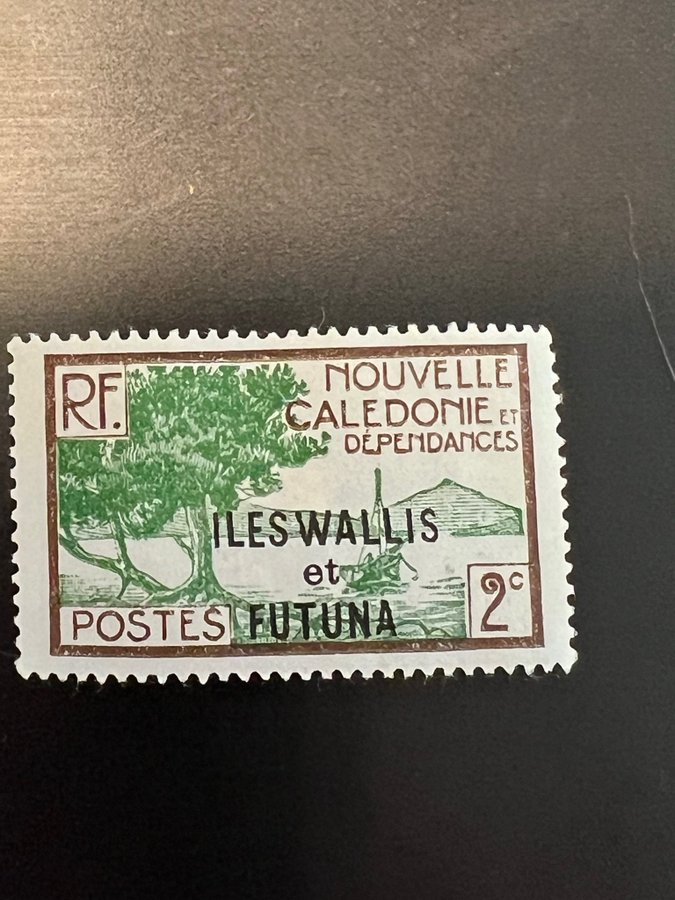 RF.
NOUVELLE
CALEDONIE ET
DÉPENDANCES
ILES WALLIS
et
FUTUNA
POSTES
2c